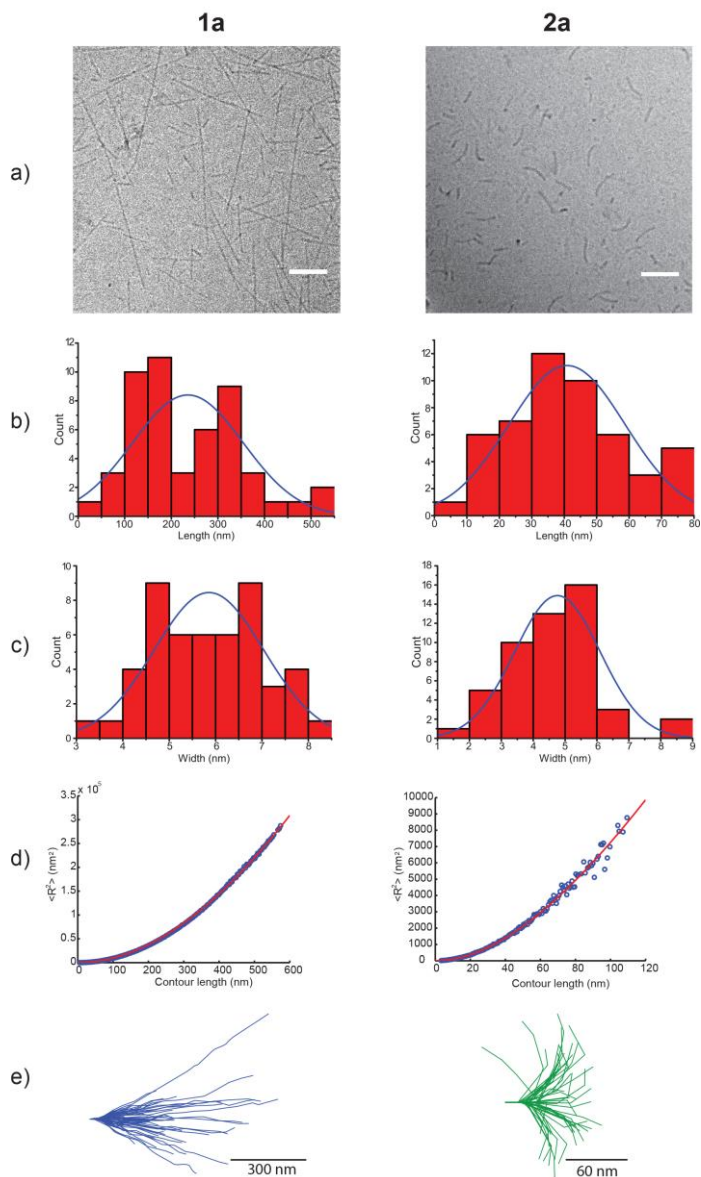 1a 2a
a)
b)
Count
12
10
8
6
4
2
0
0 100 200 300 400 500
Length (nm)
Count
12
10
8
6
4
2
0
0 10 20 30 40 50 60 70 80
Length (nm)
c)
Count
10
8
6
4
2
0
3 4 5 6 7 8
Width (nm)
Count
18
16
14
12
10
8
6
4
2
0
1 2 3 4 5 6 7 8 9
Width (nm)
d)
<R²> (nm²)
3.5 x 10⁵
3
2.5
2
1.5
1
0.5
0
0 100 200 300 400 500 600
Contour length (nm)
<R²> (nm²)
10000
9000
8000
7000
6000
5000
4000
3000
2000
1000
0
0 20 40 60 80 100 120
Contour length (nm)
e)
300 nm
60 nm